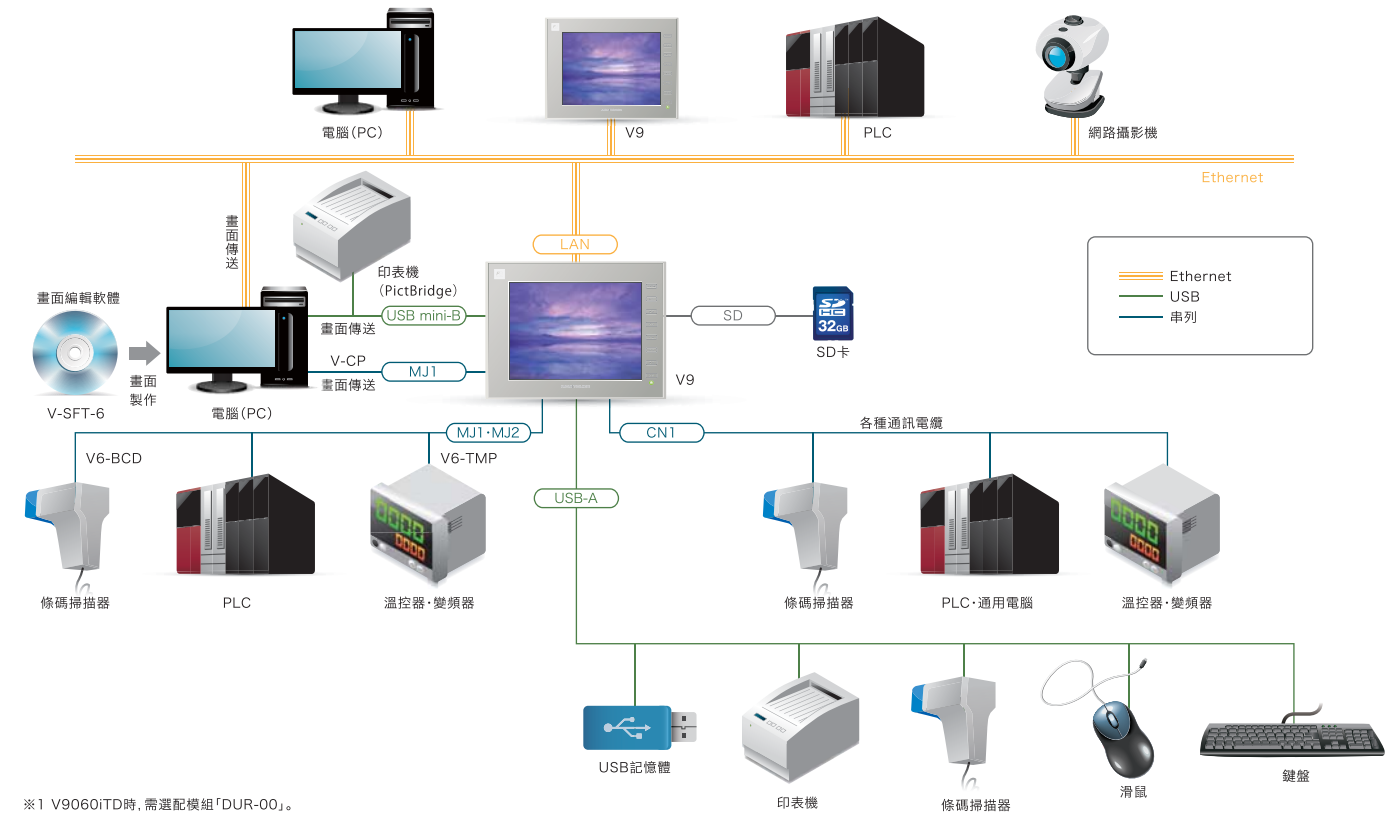 電腦(PC)
V9
PLC
網路攝影機
Ethernet
畫面傳送
LAN
印表機
(PictBridge)
畫面編輯軟體
USB mini-B
畫面傳送
SD
32GB
SD卡
Ethernet
USB
串列
V-CP
畫面傳送
MJ1
V9
畫面
製作
V-SFT-6
電腦(PC)
MJ1·MJ2
CN1
各種通訊電纜
V6-BCD
V6-TMP
USB-A
條碼掃描器
PLC
溫控器·變頻器
條碼掃描器
PLC·通用電腦
溫控器·變頻器
USB記憶體
印表機
條碼掃描器
滑鼠
鍵盤
※1 V9060iTD時,需選配模組「DUR-00」。